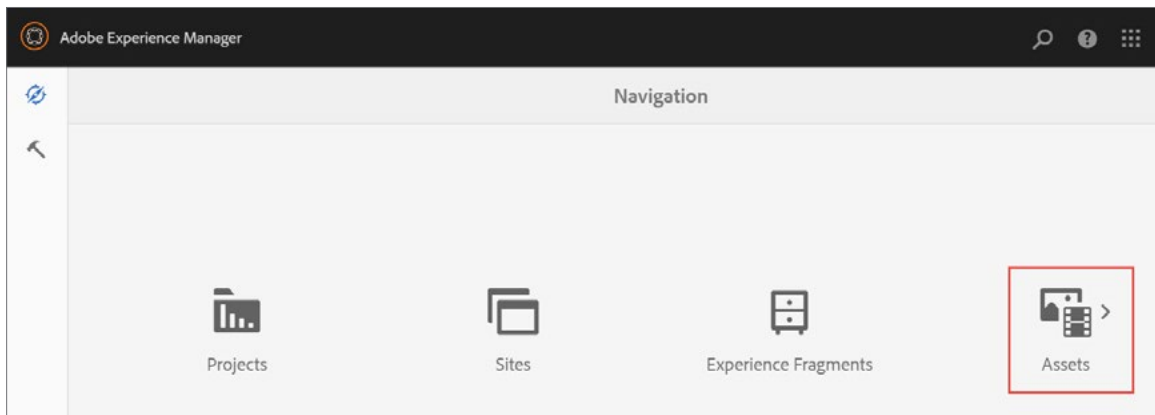 Adobe Experience Manager
Navigation
Projects
Sites
Experience Fragments
Assets